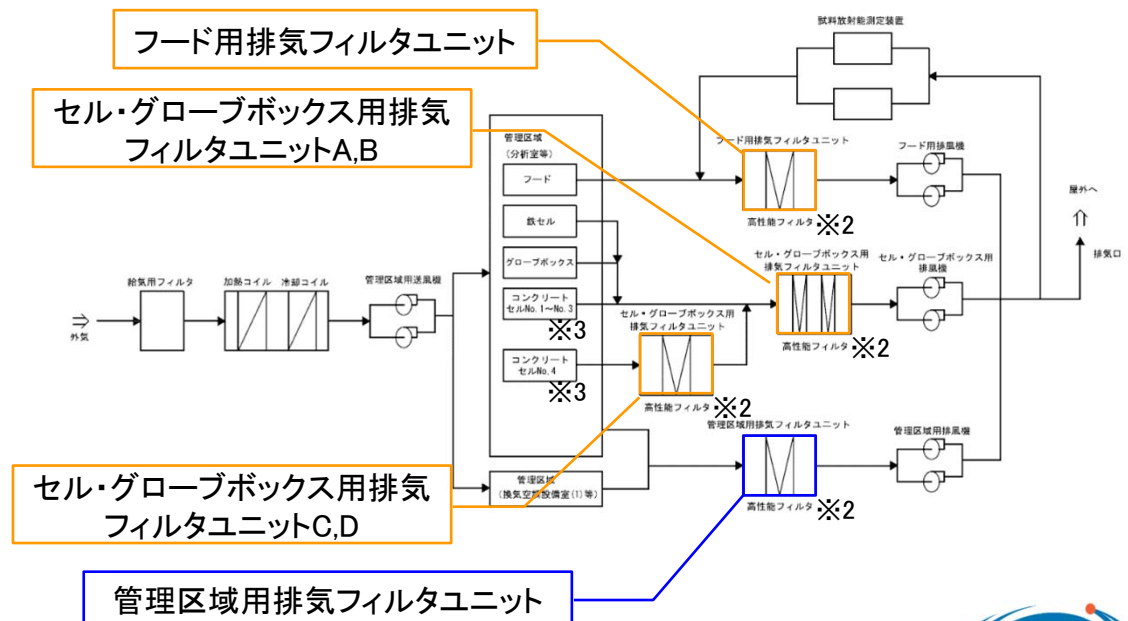 フード用排気フィルタユニット
セル・グローブボックス用排気
フィルタユニットA,B
セル・グローブボックス用排気
フィルタユニットC,D
管理区域用排気フィルタユニット
試料放射能測定装置
管理区域
(分析室等)
フード
鉄セル
グローブボックス
コンクリート
セルNo.1～No.3
※3
コンクリート
セルNo.4
※3
管理区域
(換気空調設備室(1)等)
外気
給気用フィルタ
加熱コイル
冷却コイル
管理区域用送風機
フード用排気フィルタユニット
高性能フィルタ
※2
フード用排風機
セル・グローブボックス用
排気フィルタユニット
高性能フィルタ
※2
セル・グローブボックス用
排風機
セル・グローブボックス用
排気フィルタユニット
高性能フィルタ
※2
管理区域用排気フィルタユニット
高性能フィルタ
※2
管理区域用排風機
屋外へ
排気口